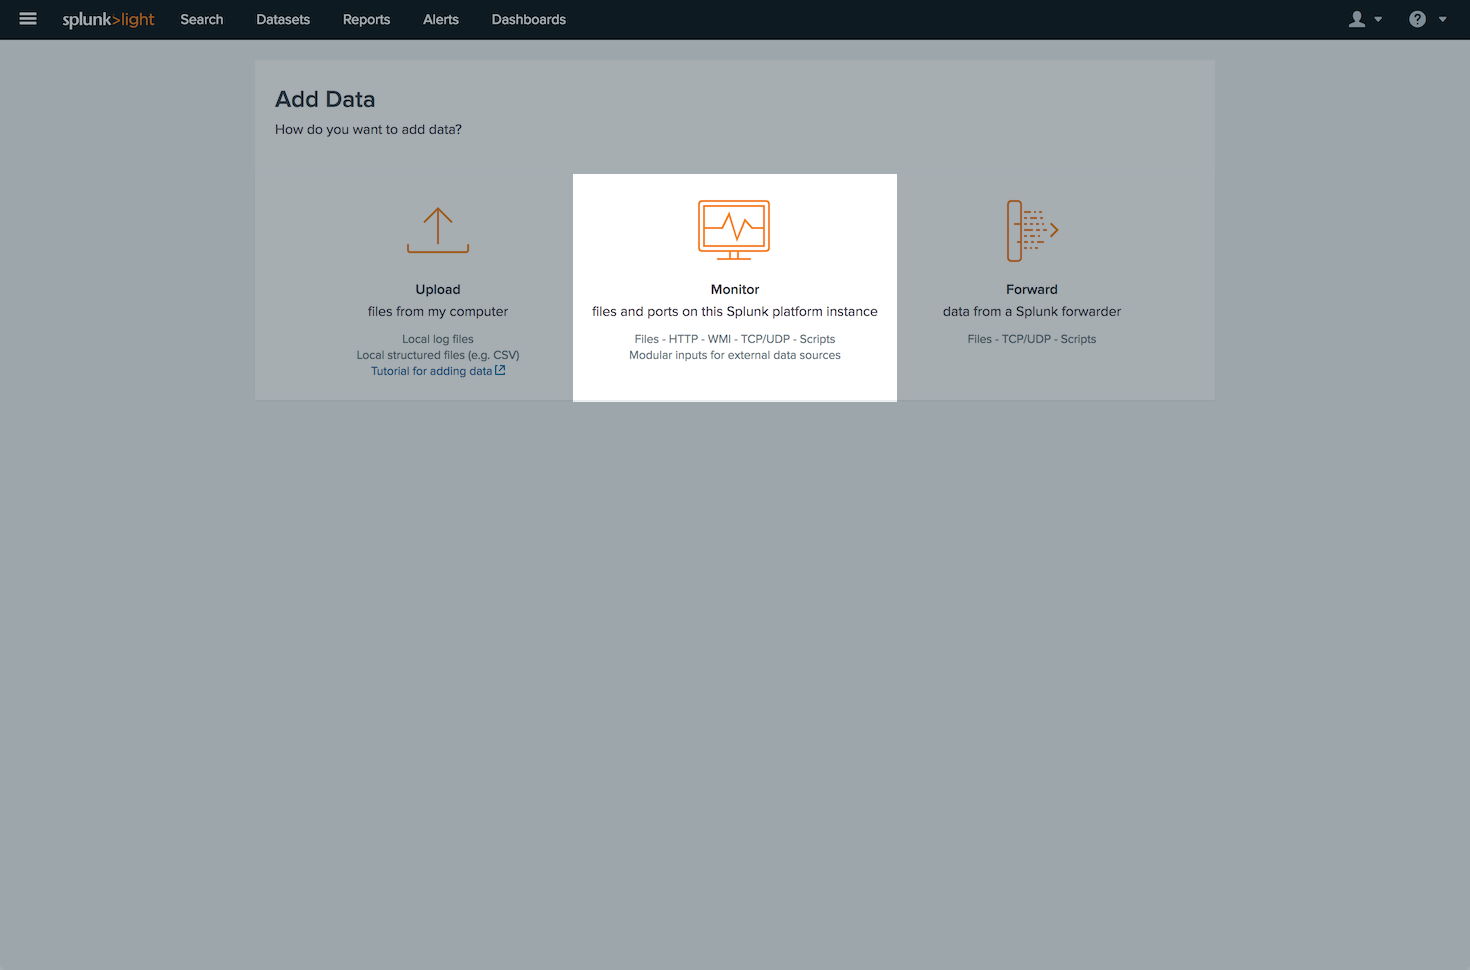 splunk>light Search Datasets Reports Alerts Dashboards ?
Add Data
How do you want to add data?
Upload
files from my computer
Local log files
Local structured files (e.g. CSV)
Tutorial for adding data
Monitor
files and ports on this Splunk platform instance
Files - HTTP - WMI - TCP/UDP - Scripts
Modular inputs for external data sources
Forward
data from a Splunk forwarder
Files - TCP/UDP - Scripts